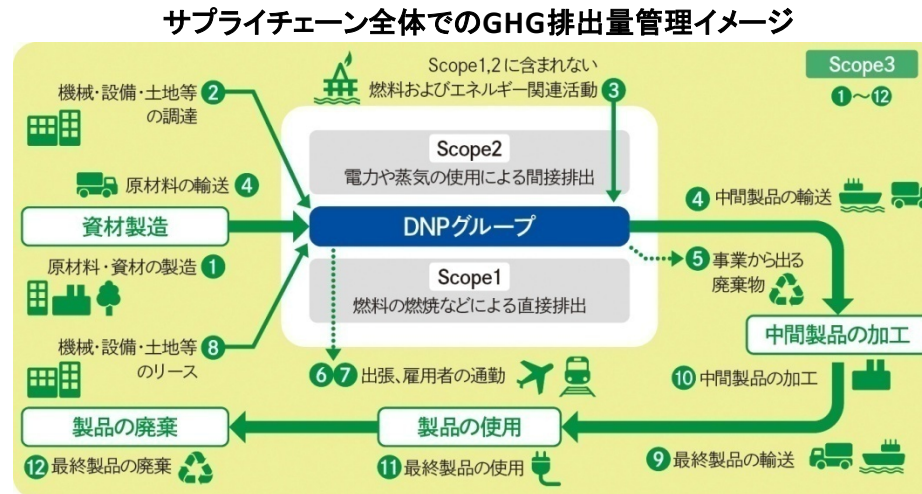 サプライチェーン全体でのGHG排出量管理イメージ
Scope3
①～⑫
機械・設備・土地等②
の調達
Scope1,2に含まれない
燃料およびエネルギー関連活動③
Scope2
電力や蒸気の使用による間接排出
原材料の輸送④
資材製造
DNPグループ
④中間製品の輸送
原材料・資材の製造①
Scope1
燃料の燃焼などによる直接排出
⑤事業から出る
廃棄物
機械・設備・土地等⑧
のリース
⑥⑦出張、雇用者の通勤
中間製品の加工
⑩中間製品の加工
製品の廃棄
製品の使用
⑫最終製品の廃棄
⑪最終製品の使用
⑨最終製品の輸送